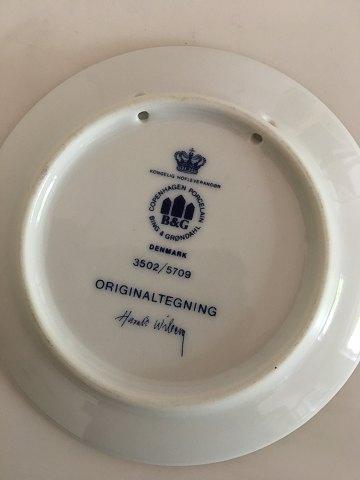 KONGELIG HOFLEVERANDØR
COPENHAGEN PORCELAIN
B&G
BING & GRØNDAHL
DENMARK
3502/5709
ORIGINALTEGNING
Harald Wiberg